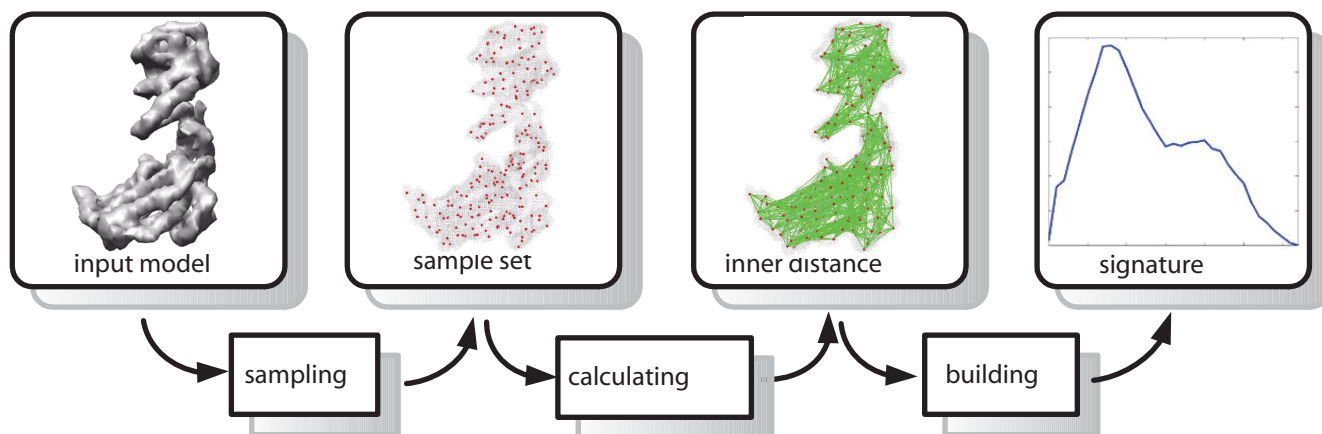 input model
sample set
inner distance
signature
sampling
calculating
building